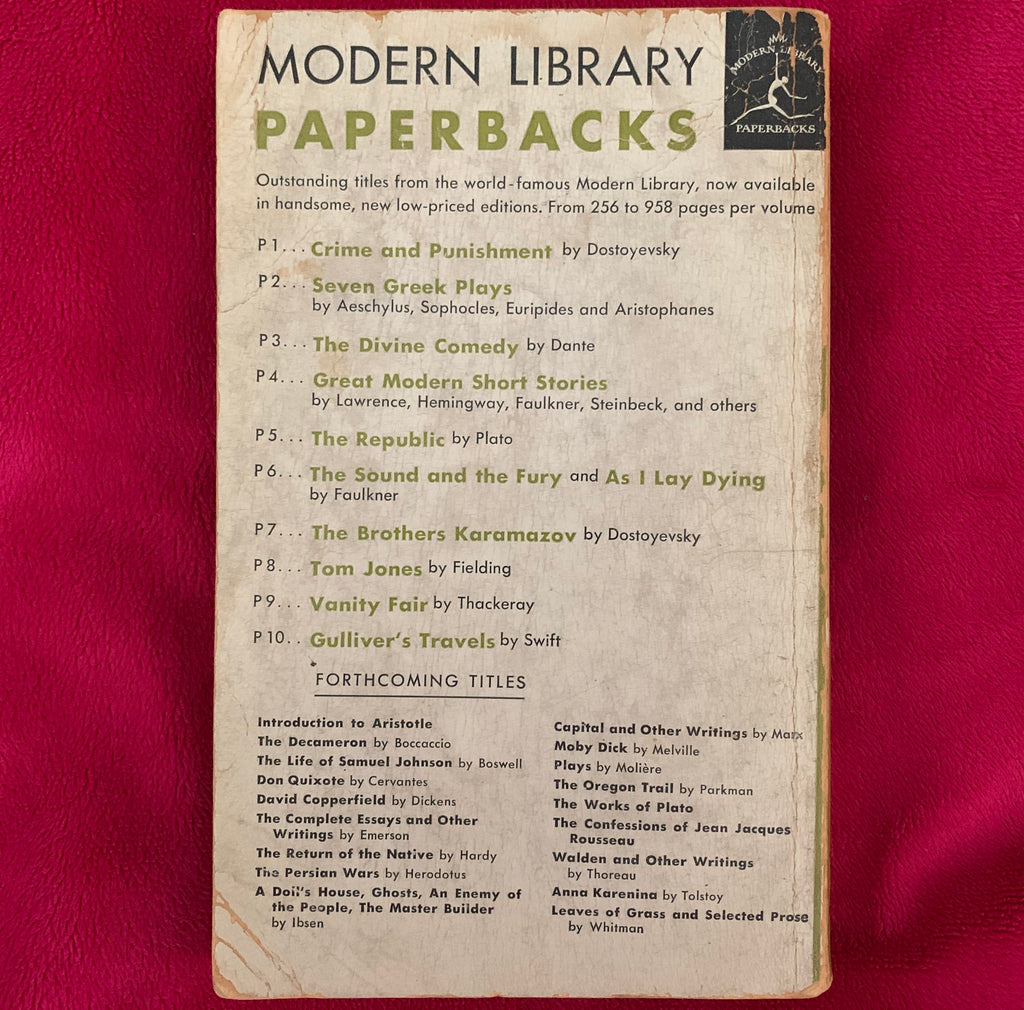 MODERN LIBRARY
PAPERBACKS
MODERN LIBRARY
PAPERBACKS
Outstanding titles from the world-famous Modern Library, now available
in handsome, new low-priced editions. From 256 to 958 pages per volume
P 1 . . . Crime and Punishment by Dostoyevsky
P 2 . . . Seven Greek Plays
by Aeschylus, Sophocles, Euripides and Aristophanes
P 3 . . . The Divine Comedy by Dante
P 4 . . . Great Modern Short Stories
by Lawrence, Hemingway, Faulkner, Steinbeck, and others
P 5 . . . The Republic by Plato
P 6 . . . The Sound and the Fury and As I Lay Dying
by Faulkner
P 7 . . . The Brothers Karamazov by Dostoyevsky
P 8 . . . Tom Jones by Fielding
P 9 . . . Vanity Fair by Thackeray
P 10 . . Gulliver's Travels by Swift
FORTHCOMING TITLES
Introduction to Aristotle
The Decameron by Boccaccio
The Life of Samuel Johnson by Boswell
Don Quixote by Cervantes
David Copperfield by Dickens
The Complete Essays and Other
Writings by Emerson
The Return of the Native by Hardy
The Persian Wars by Herodotus
A Doll's House, Ghosts, An Enemy of
the People, The Master Builder
by Ibsen
Capital and Other Writings by Marx
Moby Dick by Melville
Plays by Molière
The Oregon Trail by Parkman
The Works of Plato
The Confessions of Jean Jacques
Rousseau
Walden and Other Writings
by Thoreau
Anna Karenina by Tolstoy
Leaves of Grass and Selected Prose
by Whitman